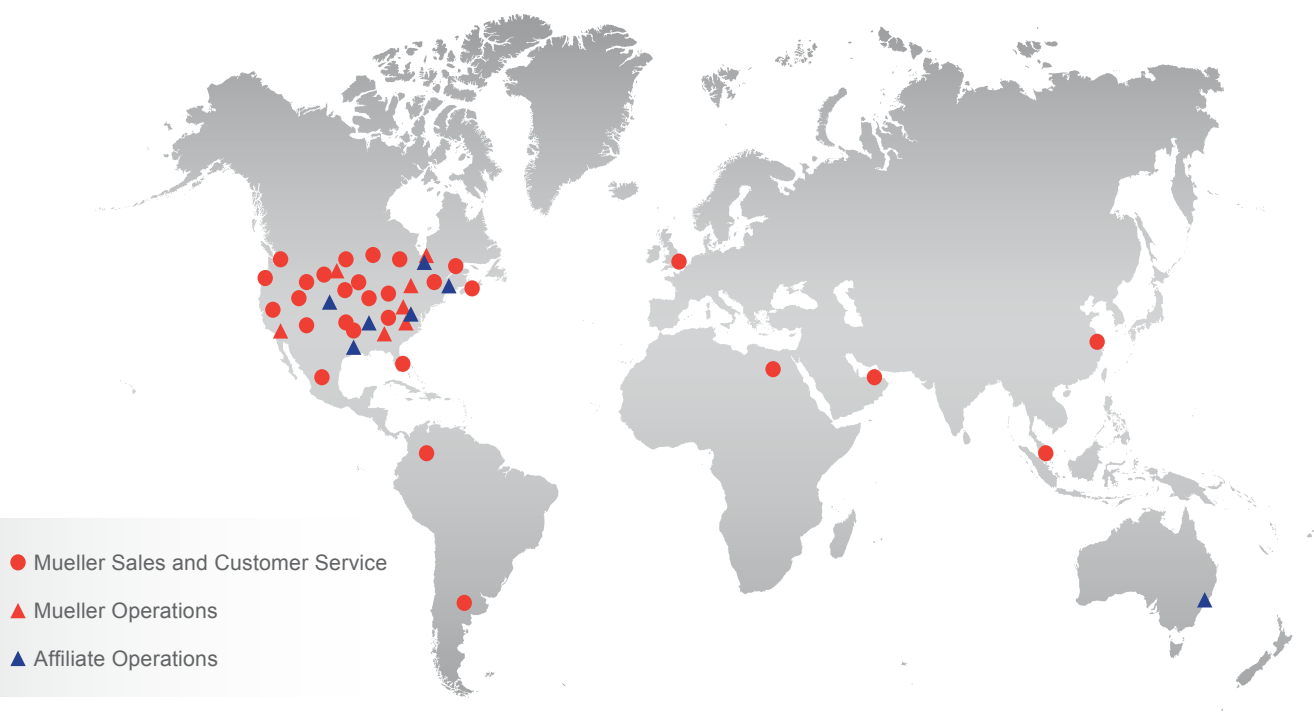 Mueller Sales and Customer Service
Mueller Operations
Affiliate Operations